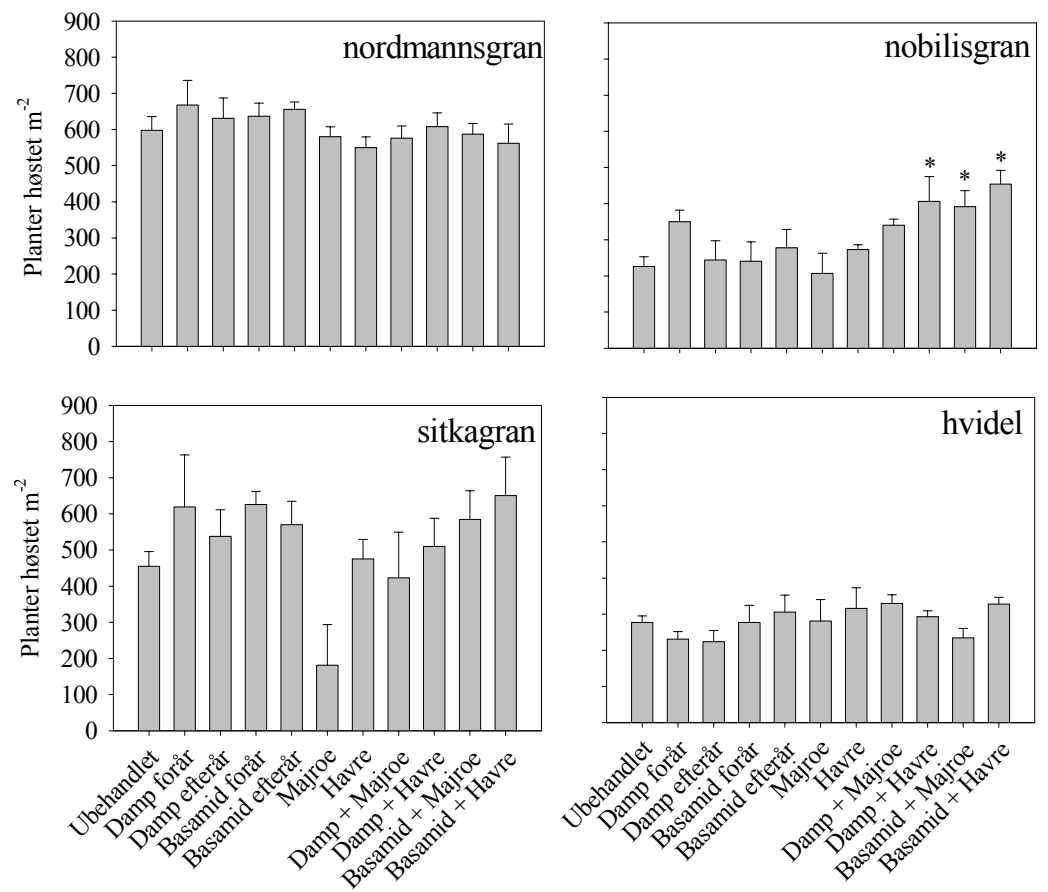 nordmannsgran
Planter høstet m⁻²
900
800
700
600
500
400
300
200
100
0
nobilisgran
*
*
*
sitkagran
Planter høstet m⁻²
900
800
700
600
500
400
300
200
100
0
Ubehandlet
Damp forår
Damp efterår
Basamid forår
Basamid efterår
Majroe
Havre
Damp + Majroe
Damp + Havre
Basamid + Majroe
Basamid + Havre
hvidel
Ubehandlet
Damp forår
Damp efterår
Basamid forår
Basamid efterår
Majroe
Havre
Damp + Majroe
Damp + Havre
Basamid + Majroe
Basamid + Havre